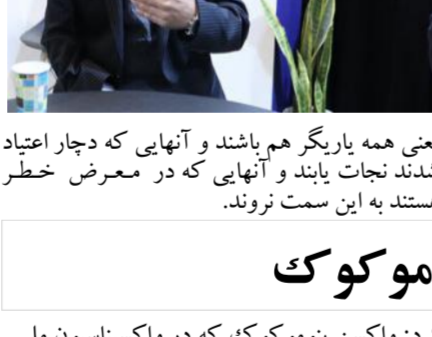 یعنی همه یاریگر هم باشند و آنهایی که دچار اعتیاد
شدند نجات یابند و آنهایی که در معرض خطر
هستند به این سمت نروند.
موکوک